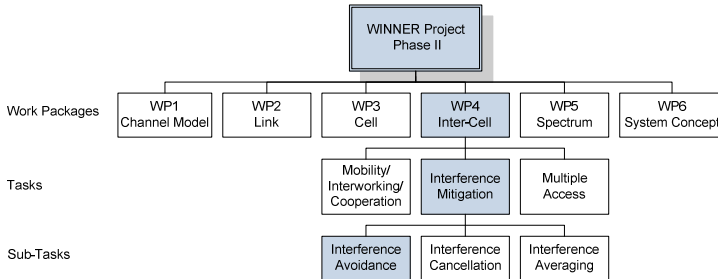 WINNER Project
Phase II
Work Packages
WP1
Channel Model
WP2
Link
WP3
Cell
WP4
Inter-Cell
WP5
Spectrum
WP6
System Concept
Tasks
Mobility/
Interworking/
Cooperation
Interference
Mitigation
Multiple
Access
Sub-Tasks
Interference
Avoidance
Interference
Cancellation
Interference
Averaging